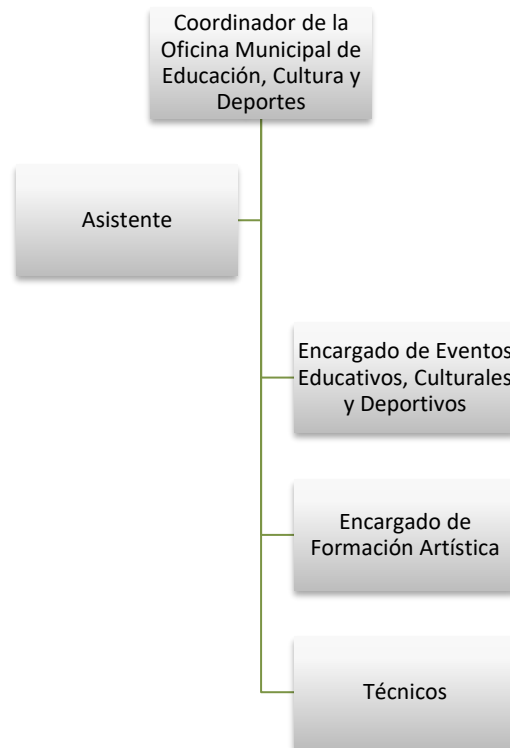 Coordinador de la
Oficina Municipal de
Educación, Cultura y
Deportes
Asistente
Encargado de Eventos
Educativos, Culturales
y Deportivos
Encargado de
Formación Artística
Técnicos